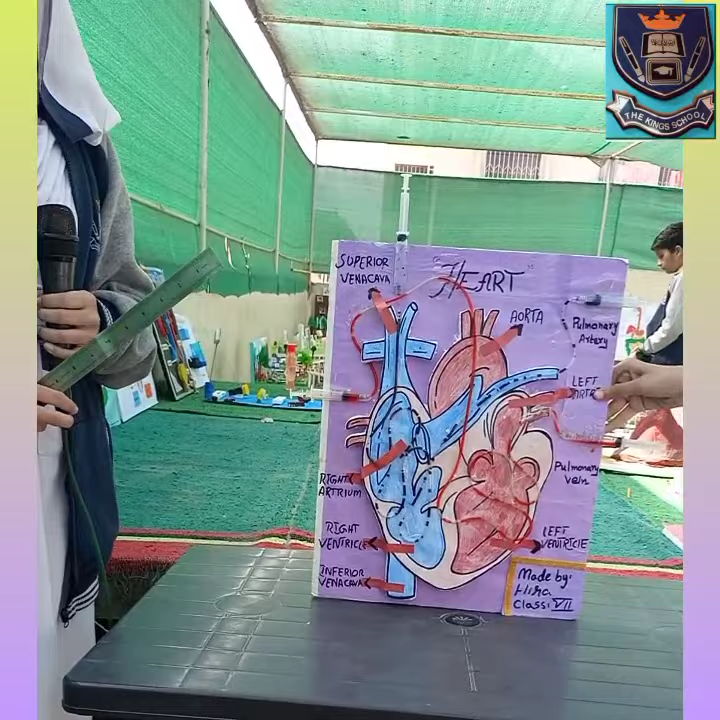 THE KINGS SCHOOL
"HEART"
SUPERIOR
VENACAVA
AORTA
Pulmonary
Artery
LEFT
RIGHT
ARTRIUM
Pulmonary
Vein
RIGHT
VENTRICLE
LEFT
VENTRICLE
INFERIOR
VENACAVA
Made by:
Hira
Class: VII